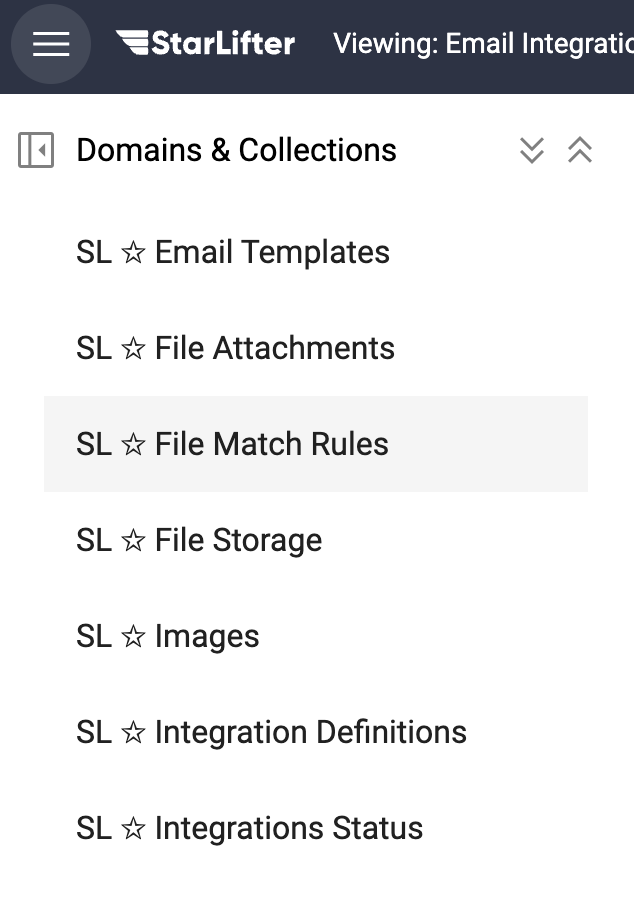 StarLifter Viewing: Email Integratio
Domains & Collections
SL ☆ Email Templates
SL ☆ File Attachments
SL ☆ File Match Rules
SL ☆ File Storage
SL ☆ Images
SL ☆ Integration Definitions
SL ☆ Integrations Status